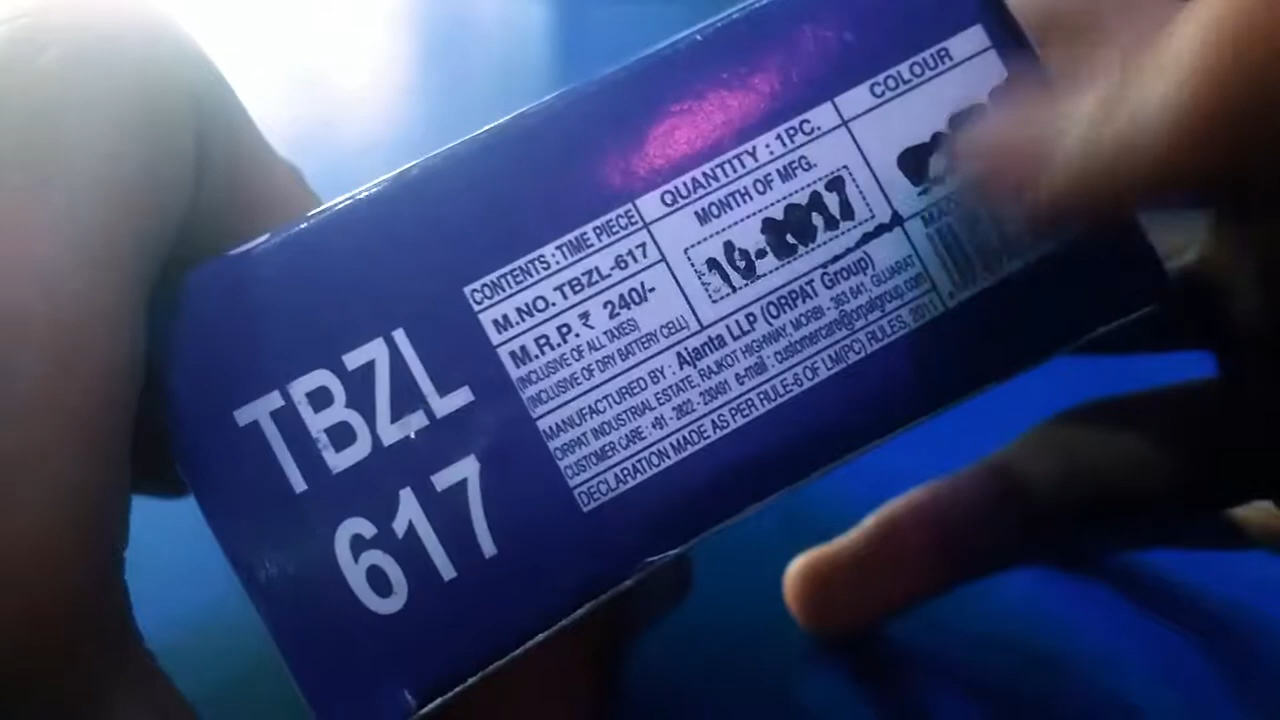 TBZL
617
CONTENTS : TIME PIECE
QUANTITY : 1PC.
COLOUR
M.NO. TBZL-617
MONTH OF MFG.
M.R.P. ₹ 240/-
(INCLUSIVE OF ALL TAXES)
(INCLUSIVE OF DRY BATTERY CELL)
10-2017
MANUFACTURED BY : Ajanta LLP (ORPAT Group)
ORPAT INDUSTRIAL ESTATE, RAJKOT HIGHWAY, MORBI - 363 641, GUJARAT
CUSTOMER CARE : +91 - 2822 - 230491 e-mail : customercare@orpatgroup.com
DECLARATION MADE AS PER RULE-6 OF LM(PC) RULES, 2011